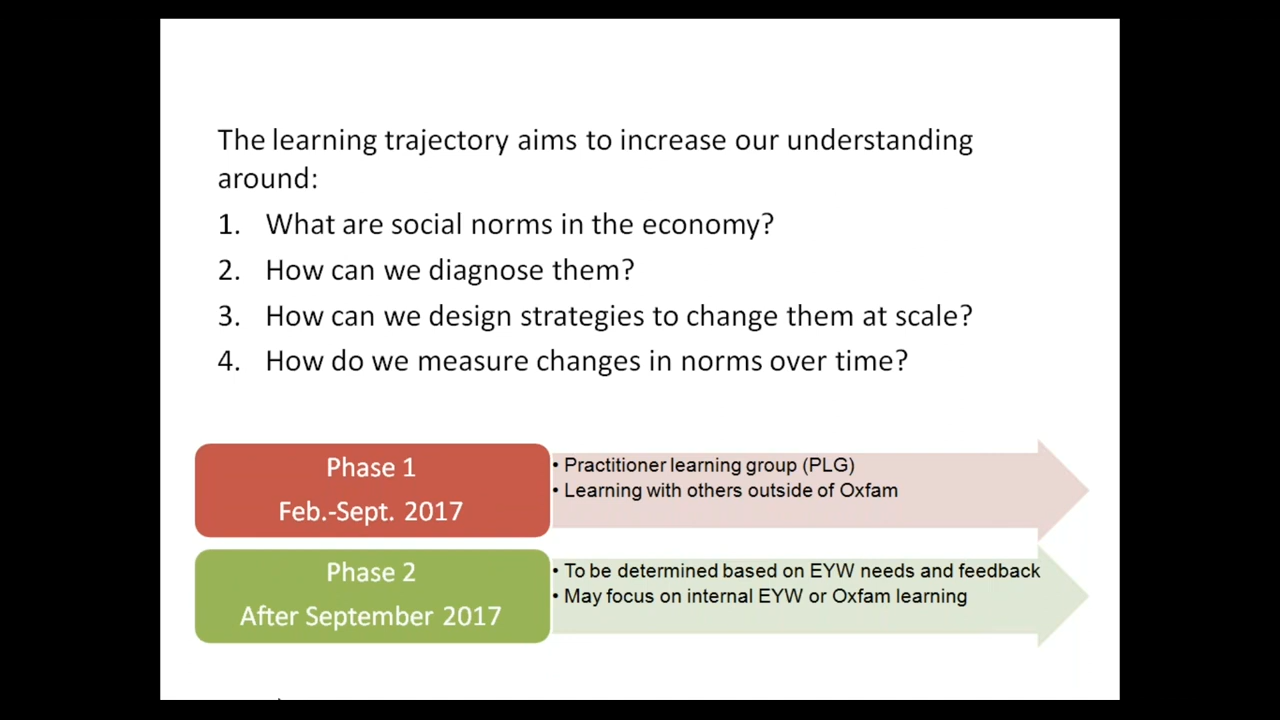 The learning trajectory aims to increase our understanding
around:
1. What are social norms in the economy?
2. How can we diagnose them?
3. How can we design strategies to change them at scale?
4. How do we measure changes in norms over time?
Phase 1
Feb.-Sept. 2017
• Practitioner learning group (PLG)
• Learning with others outside of Oxfam
Phase 2
After September 2017
• To be determined based on EYW needs and feedback
• May focus on internal EYW or Oxfam learning